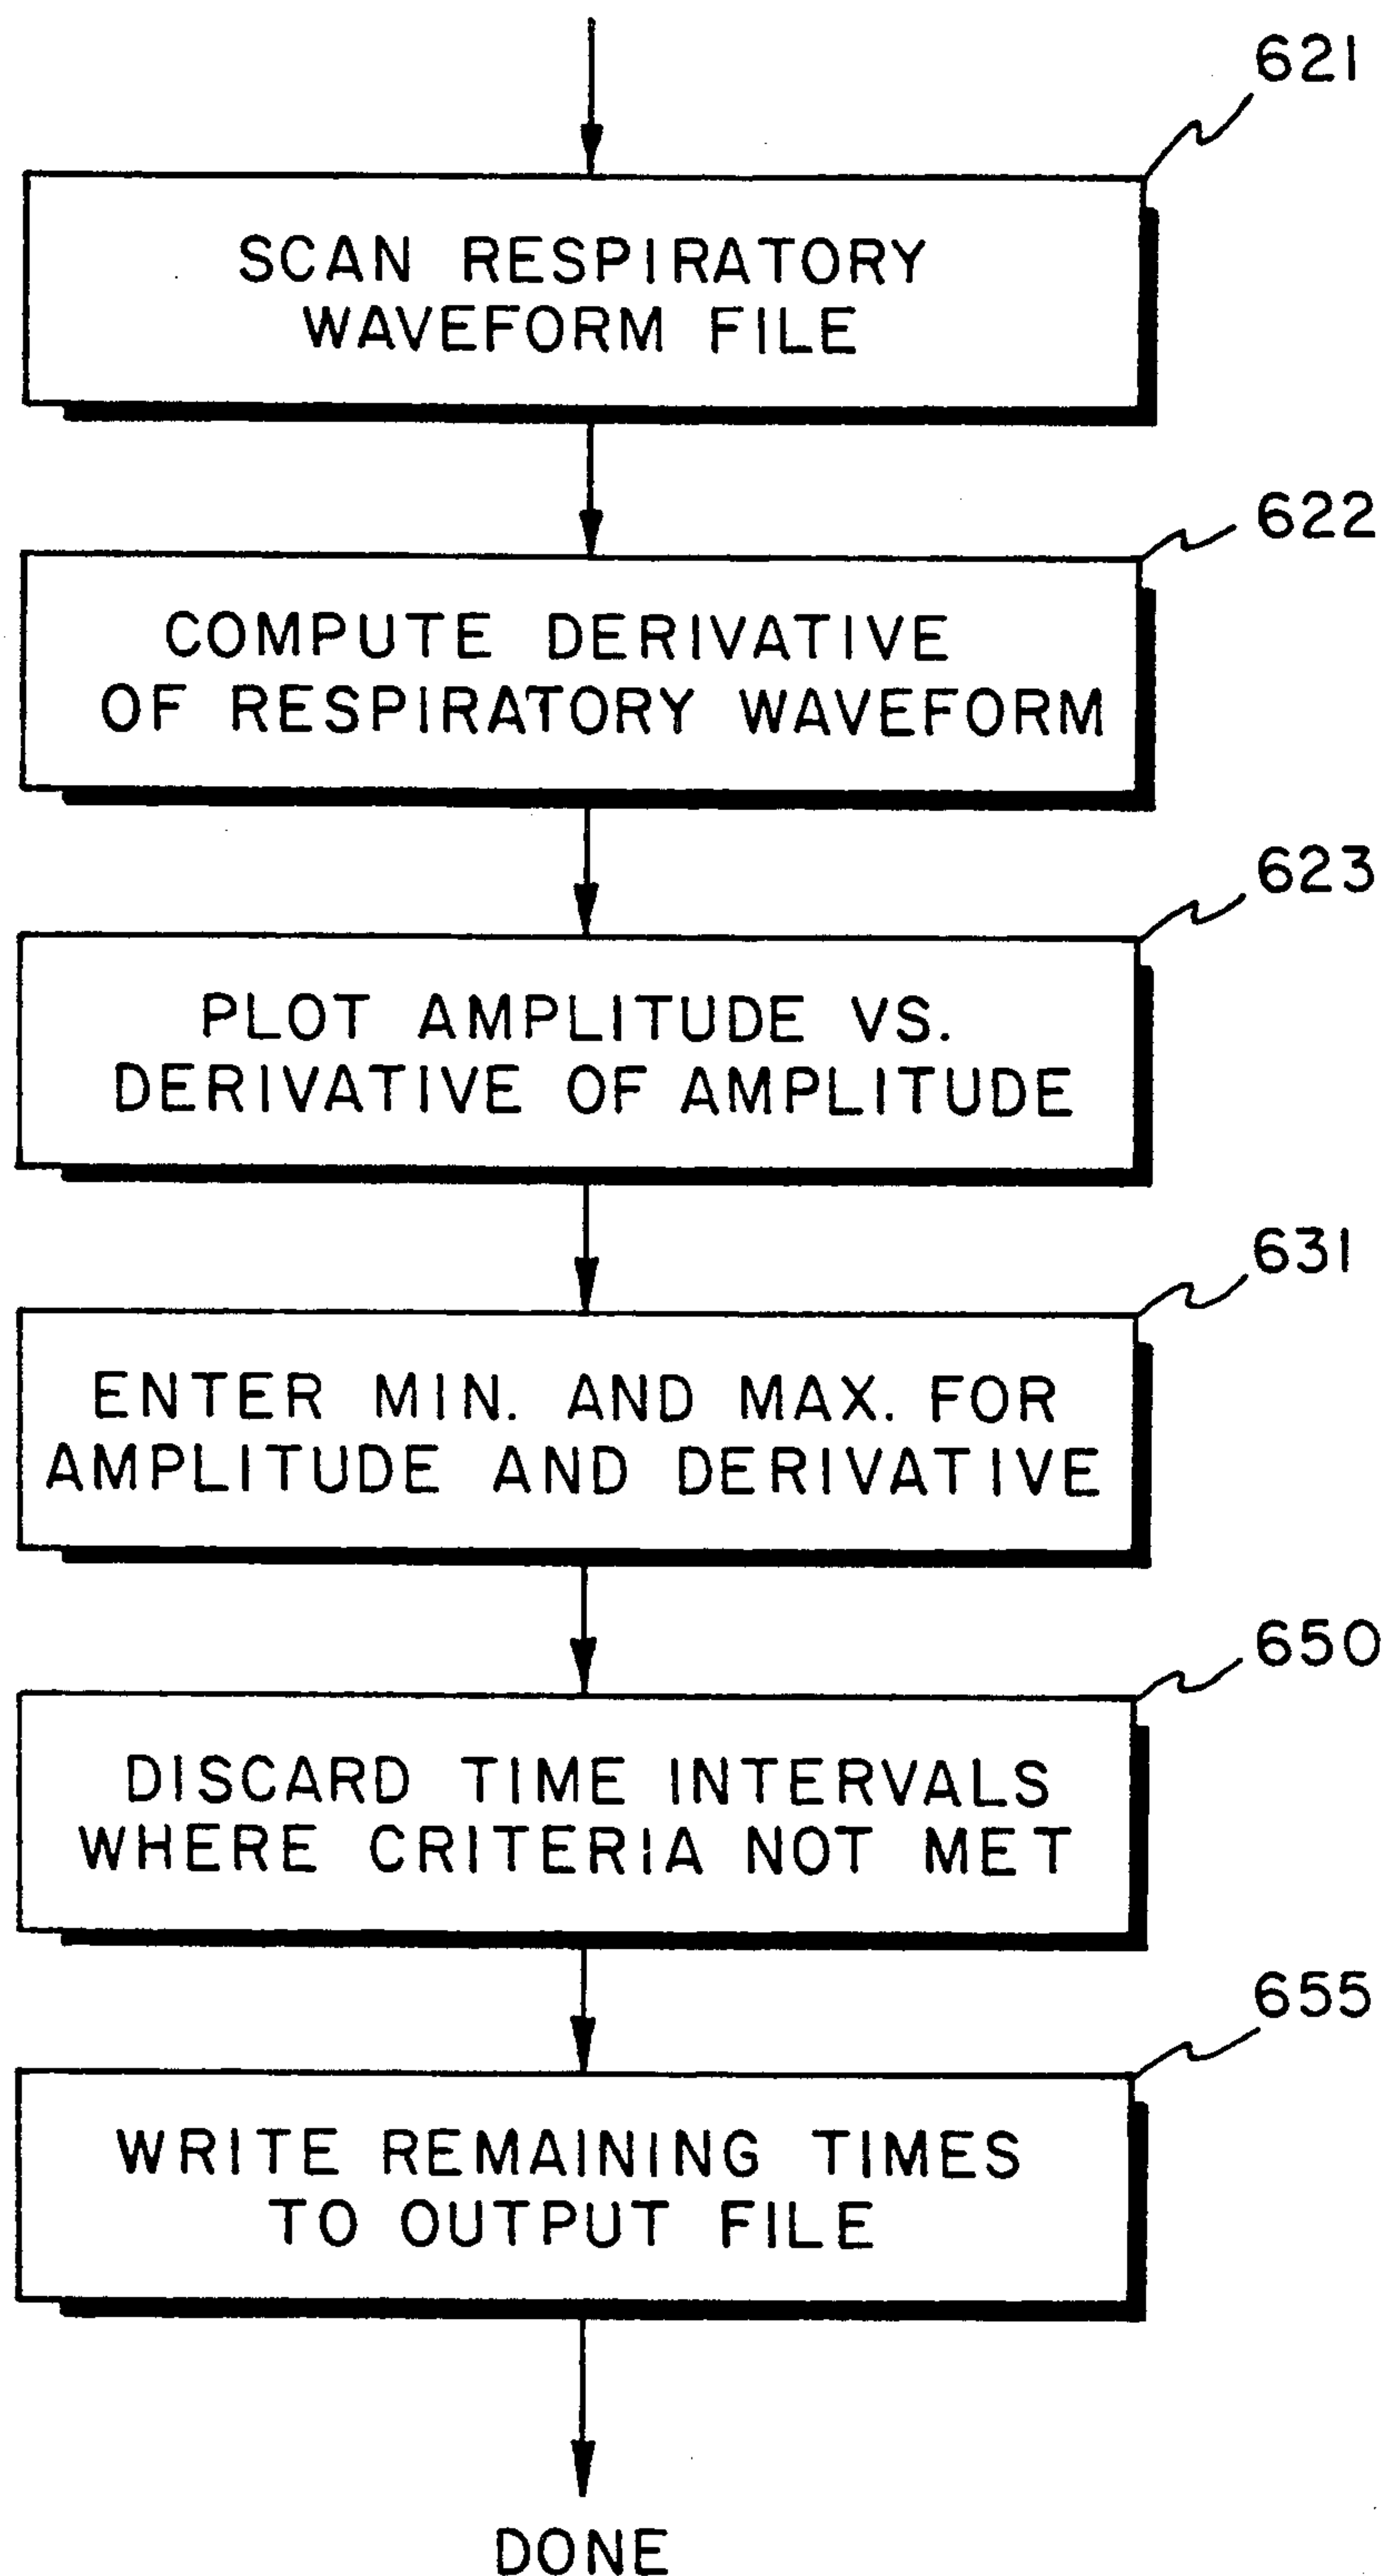 621
SCAN RESPIRATORY
WAVEFORM FILE
622
COMPUTE DERIVATIVE
OF RESPIRATORY WAVEFORM
623
PLOT AMPLITUDE VS.
DERIVATIVE OF AMPLITUDE
631
ENTER MIN. AND MAX. FOR
AMPLITUDE AND DERIVATIVE
650
DISCARD TIME INTERVALS
WHERE CRITERIA NOT MET
655
WRITE REMAINING TIMES
TO OUTPUT FILE
DONE